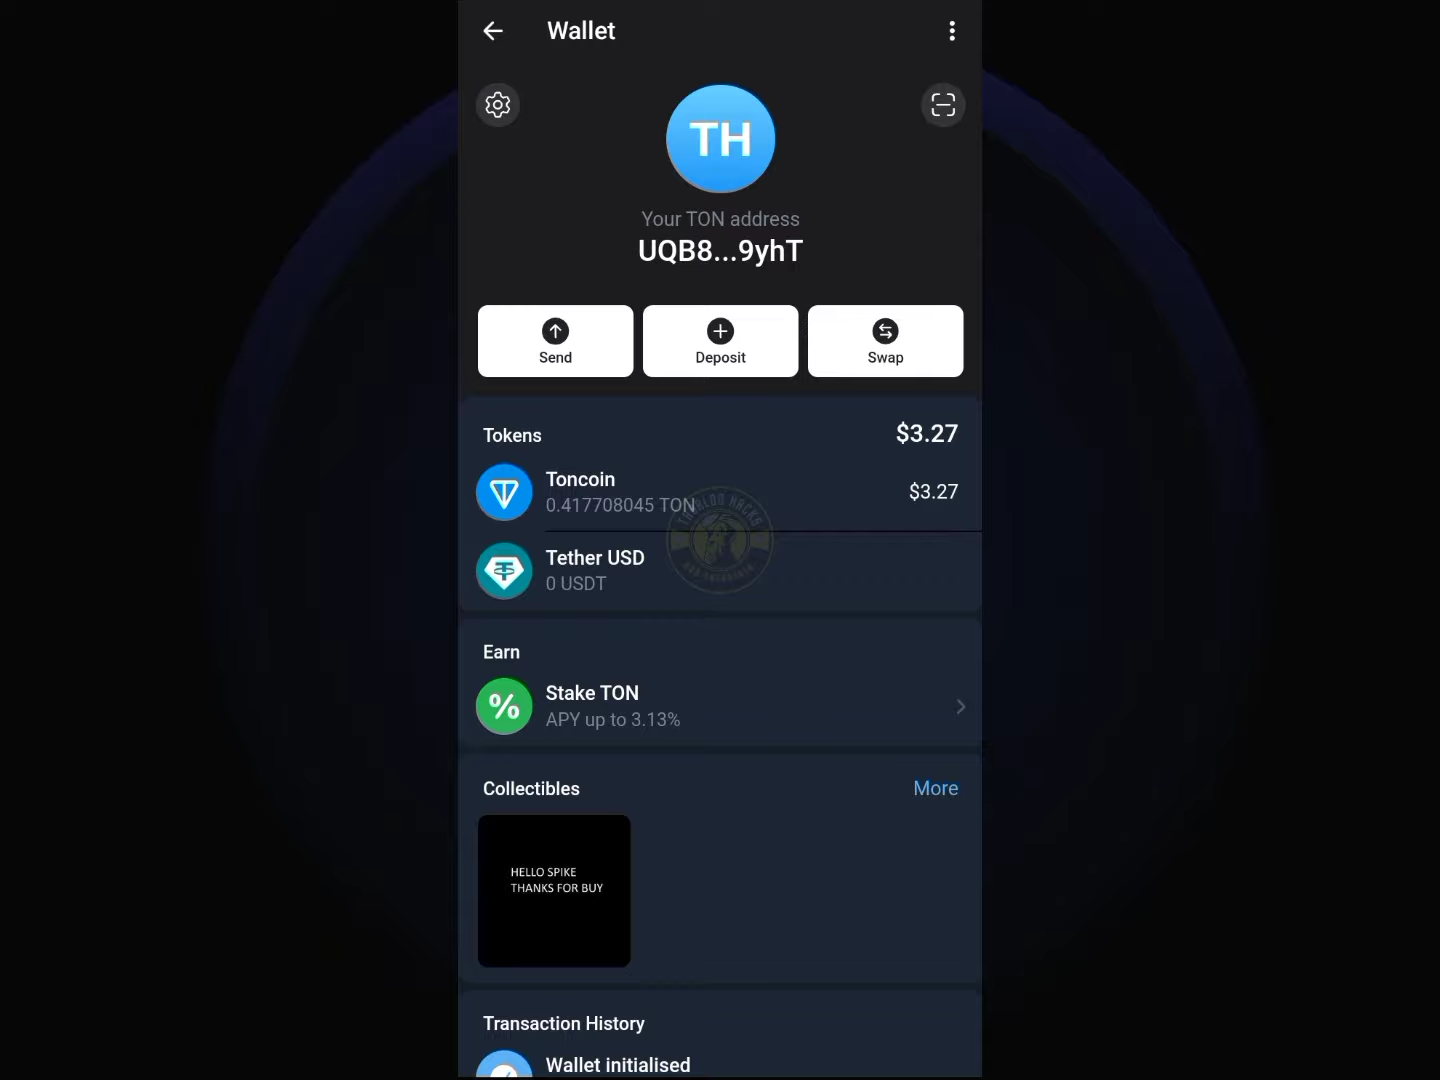 Wallet
TH
Your TON address
UQB8...9yhT
Send
Deposit
Swap
Tokens
$3.27
Toncoin
0.417708045 TON
$3.27
Tether USD
0 USDT
Earn
%
Stake TON
APY up to 3.13%
Collectibles
More
HELLO SPIKE
THANKS FOR BUY
Transaction History
Wallet initialised